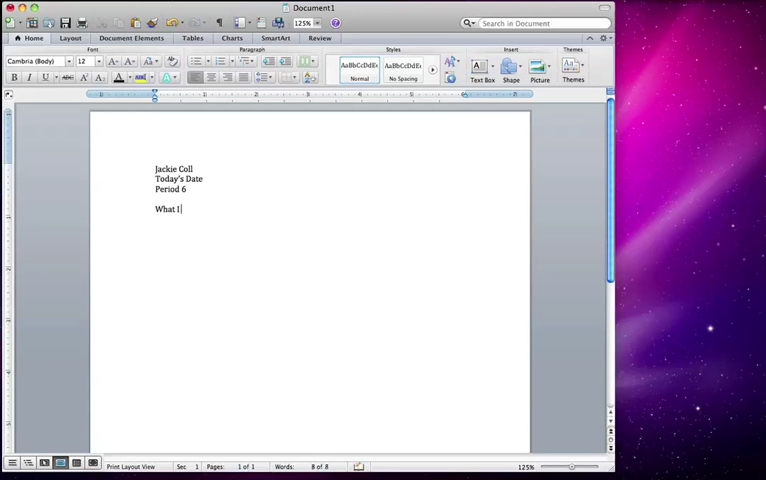 Document1
125%
Search in Document
Home Layout Document Elements Tables Charts SmartArt Review
Font Paragraph Styles Insert Themes
Cambria (Body) 12
AaBbCcDdEe AaBbCcDdEe
Normal No Spacing Text Box Shape Picture Themes
Jackie Coll
Today's Date
Period 6
What I
Print Layout View Sec 1 Pages: 1 of 1 Words: 8 of 8 125%